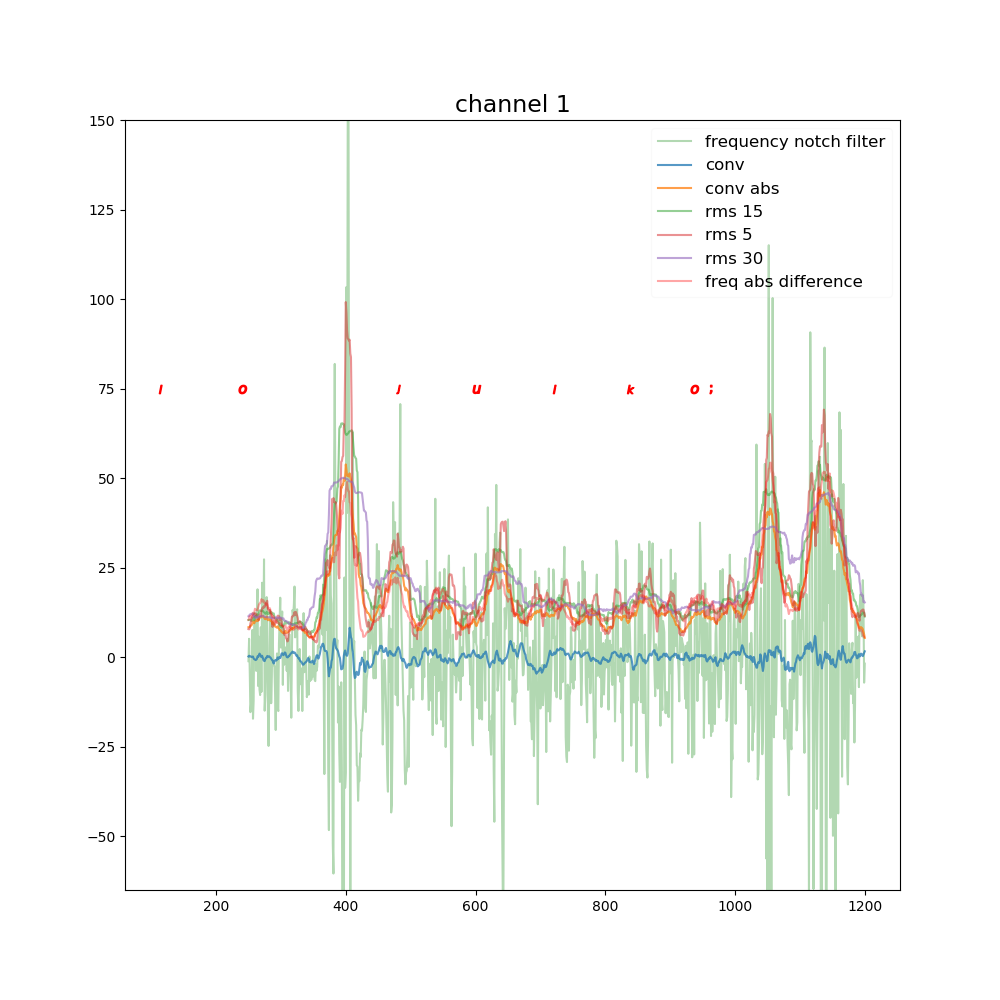 channel 1
150
125
100
75
50
25
0
−25
−50
frequency notch filter
conv
conv abs
rms 15
rms 5
rms 30
freq abs difference
l o j u l k o ;
200 400 600 800 1000 1200